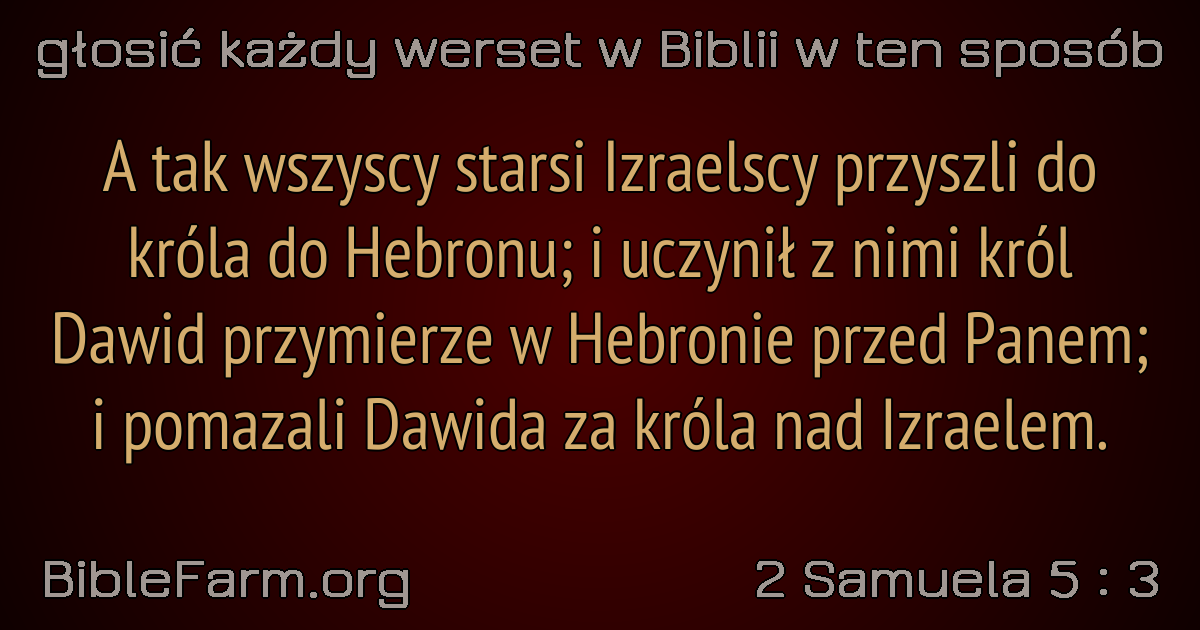 głosić każdy werset w Biblii w ten sposób
A tak wszyscy starsi Izraelscy przyszli do
króla do Hebronu; i uczynił z nimi król
Dawid przymierze w Hebronie przed Panem;
i pomazali Dawida za króla nad Izraelem.
BibleFarm.org
2 Samuela 5 : 3